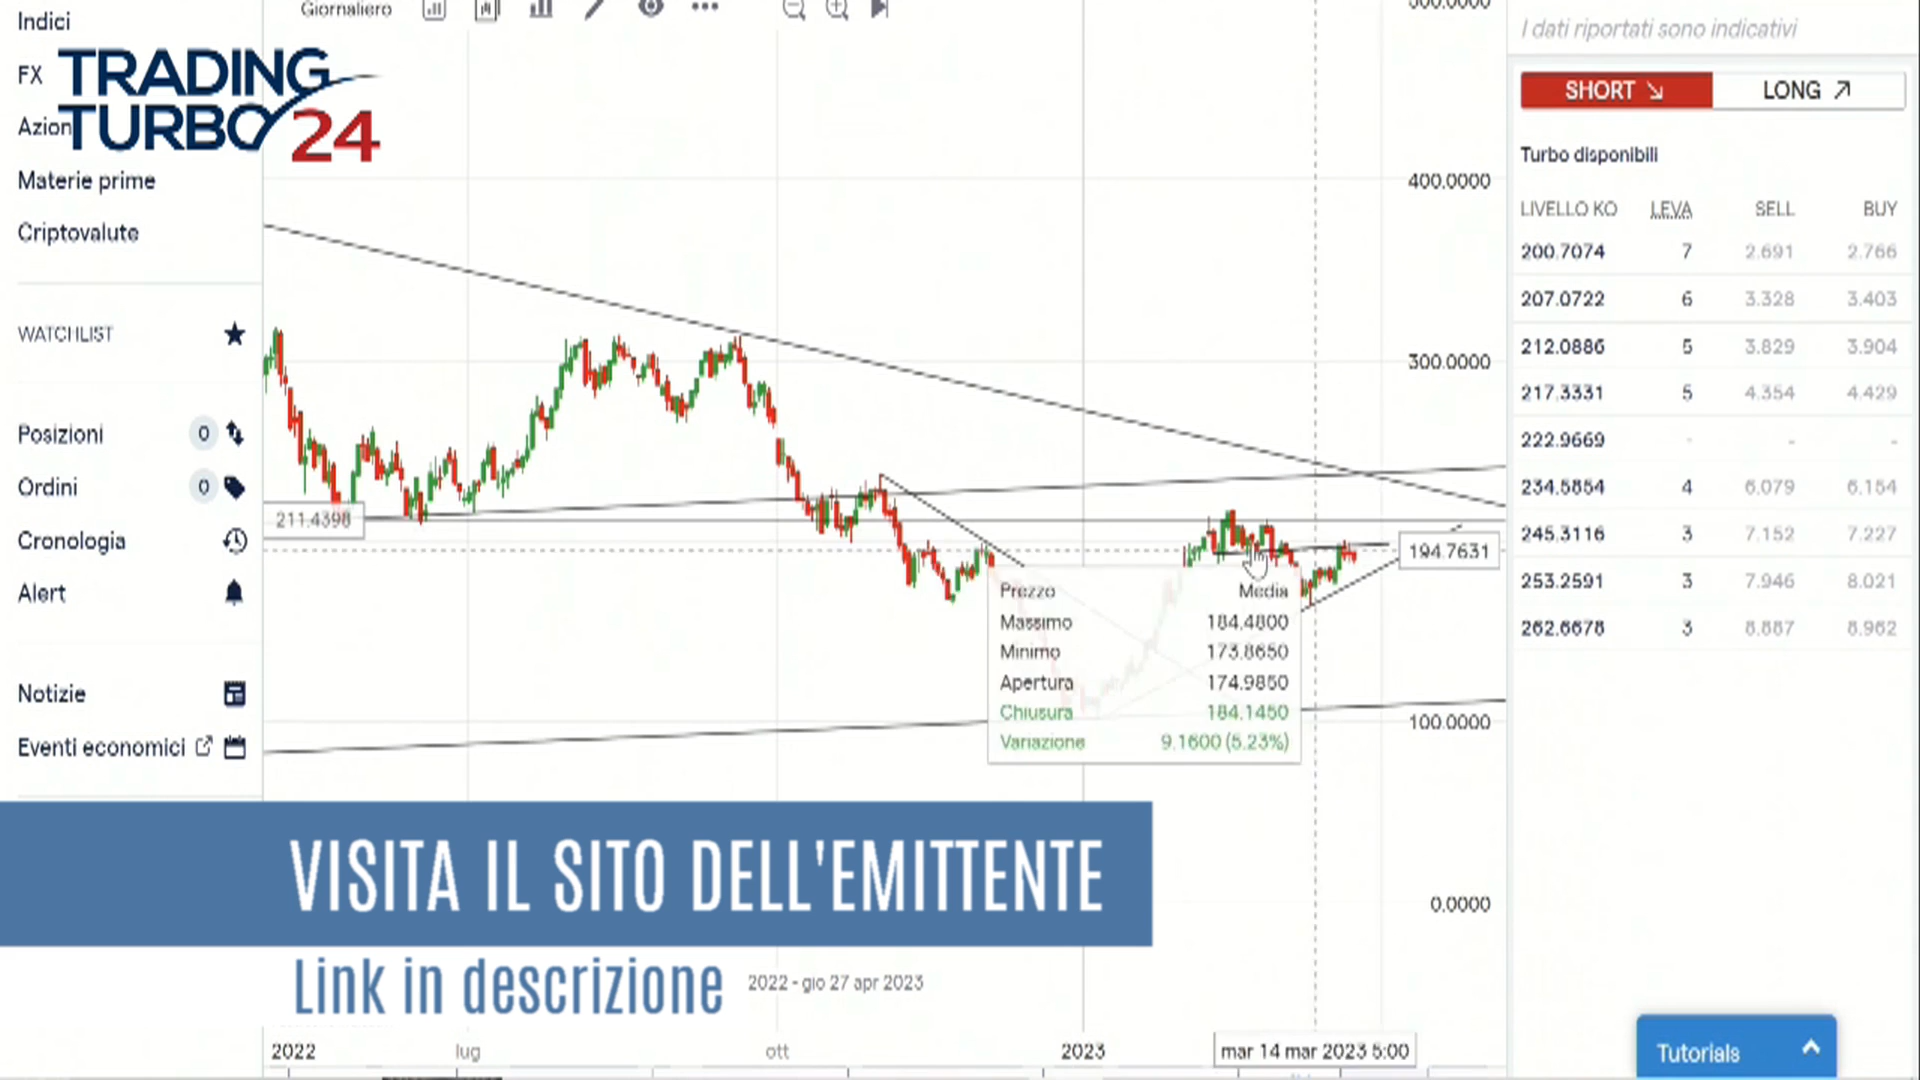 Indici
FX
Azion
Materie prime
Criptovalute
TRADING
TURBO 24
WATCHLIST
Posizioni 0
Ordini 0
Cronologia
Alert
Notizie
Eventi economici
Giornaliero
400.0000
300.0000
211.4398
194.7631
100.0000
0.0000
Prezzo Media
Massimo 184.4800
Minimo 173.8650
Apertura 174.9850
Chiusura 184.1450
Variazione 9.1600 (5.23%)
VISITA IL SITO DELL'EMITTENTE
Link in descrizione
2022 - gio 27 apr 2023
2022 lug ott 2023 mar 14 mar 2023 5:00
I dati riportati sono indicativi
SHORT LONG
Turbo disponibili
LIVELLO KO LEVA SELL BUY
200.7074 7 2.691 2.766
207.0722 6 3.328 3.403
212.0886 5 3.829 3.904
217.3331 5 4.354 4.429
222.9669 - - -
234.5854 4 6.079 6.154
245.3116 3 7.152 7.227
253.2591 3 7.946 8.021
262.6678 3 8.887 8.962
Tutorials